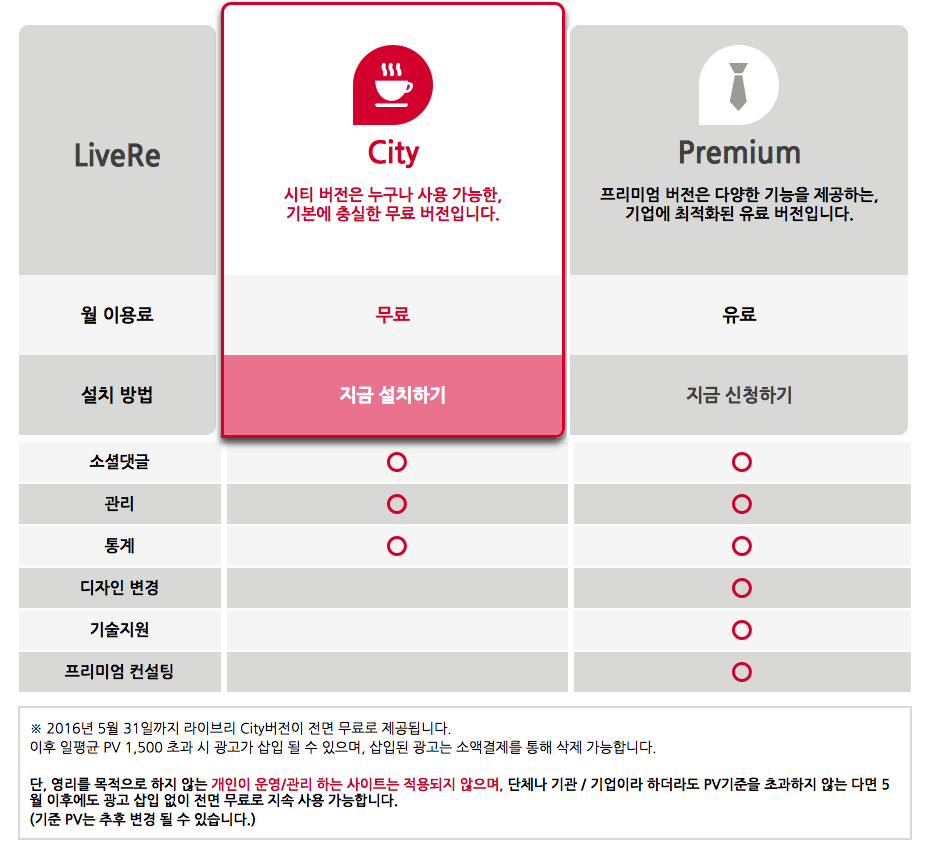 LiveRe
City
시티 버전은 누구나 사용 가능한,
기본에 충실한 무료 버전입니다.
Premium
프리미엄 버전은 다양한 기능을 제공하는,
기업에 최적화된 유료 버전입니다.
월 이용료
무료
유료
설치 방법
지금 설치하기
지금 신청하기
소셜댓글
관리
통계
디자인 변경
기술지원
프리미엄 컨설팅
※ 2016년 5월 31일까지 라이브리 City버전이 전면 무료로 제공됩니다.
이후 일평균 PV 1,500 초과 시 광고가 삽입 될 수 있으며, 삽입된 광고는 소액결제를 통해 삭제 가능합니다.
단, 영리를 목적으로 하지 않는 개인이 운영/관리 하는 사이트는 적용되지 않으며, 단체나 기관 / 기업이라 하더라도 PV기준을 초과하지 않는 다면 5
월 이후에도 광고 삽입 없이 전면 무료로 지속 사용 가능합니다.
(기준 PV는 추후 변경 될 수 있습니다.)